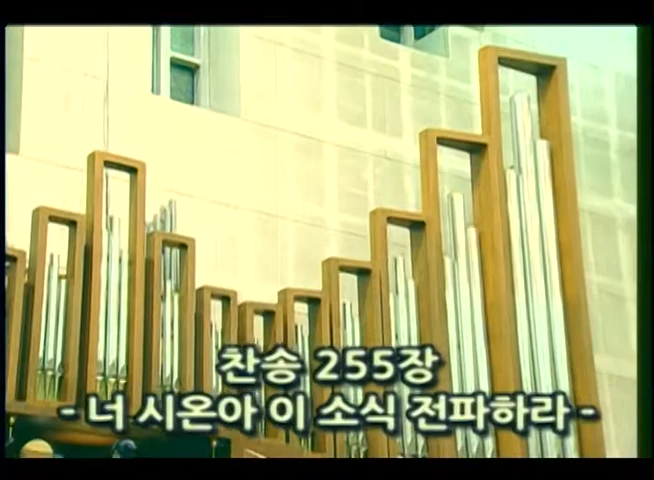 찬송 255장
- 너 시온아 이 소식 전파하라 -